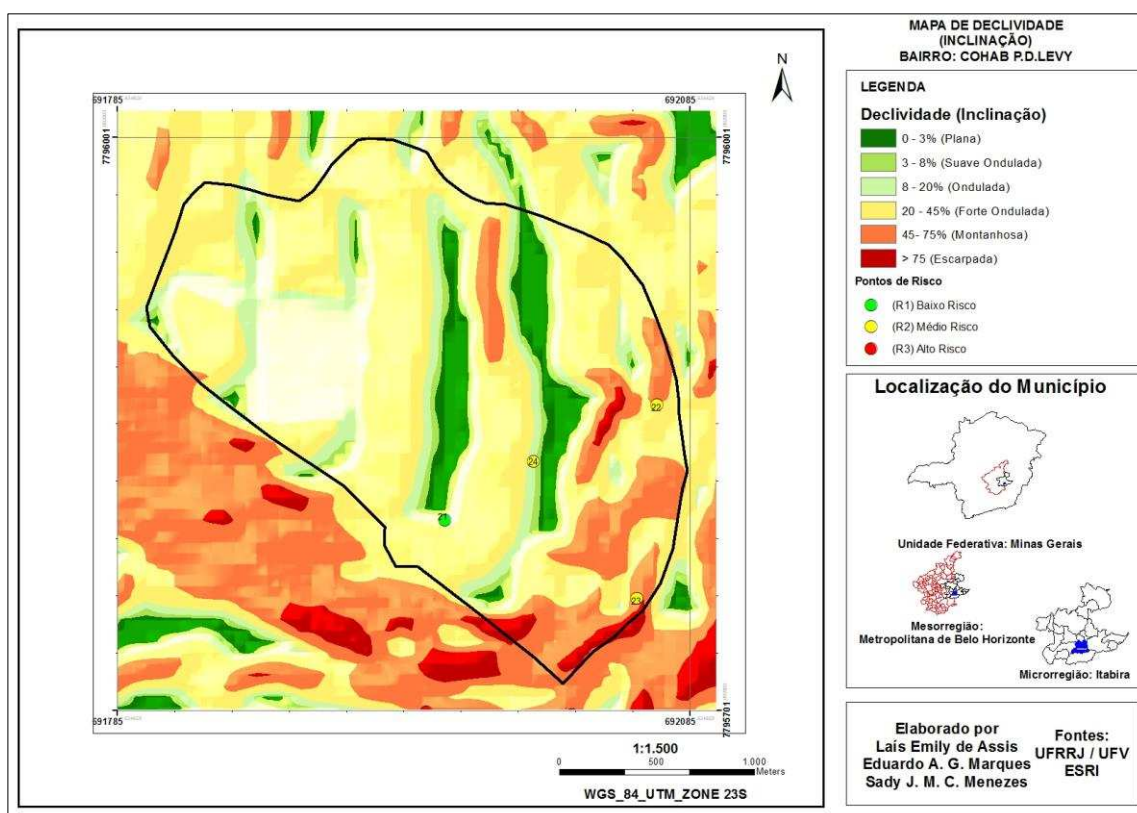 MAPA DE DECLIVIDADE
(INCLINAÇÃO)
BAIRRO: COHAB P.D.LEVY
N
691785
692085
7796001
7796001
22
24
21
23
691785
692085
7795701
1:1.500
0
500
1.000
Meters
WGS_84_UTM_ZONE 23S
LEGENDA
Declividade (Inclinação)
0 - 3% (Plana)
3 - 8% (Suave Ondulada)
8 - 20% (Ondulada)
20 - 45% (Forte Ondulada)
45- 75% (Montanhosa)
> 75 (Escarpada)
Pontos de Risco
(R1) Baixo Risco
(R2) Médio Risco
(R3) Alto Risco
Localização do Município
Unidade Federativa: Minas Gerais
Mesorregião:
Metropolitana de Belo Horizonte
Microrregião: Itabira
Elaborado por
Laís Emily de Assis
Eduardo A. G. Marques
Sady J. M. C. Menezes
Fontes:
UFRRJ / UFV
ESRI